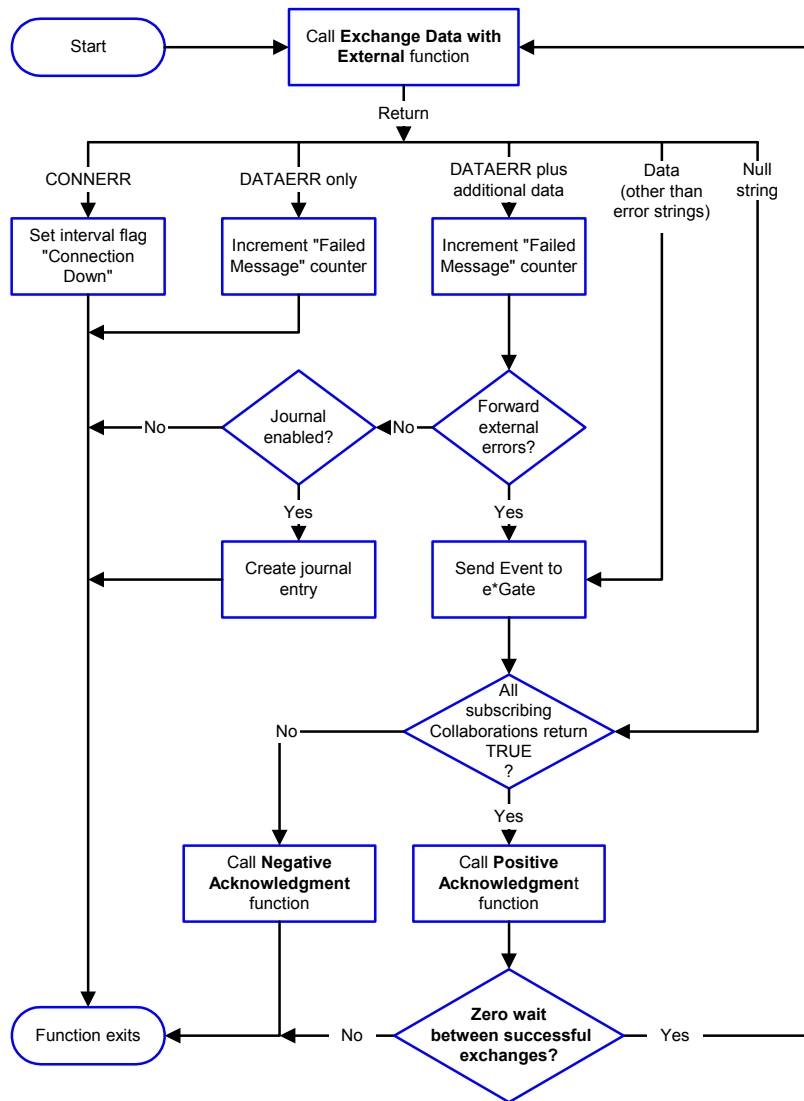 Start
Call Exchange Data with
External function
Return
CONNERR
DATAERR only
DATAERR plus
additional data
Data
(other than
error strings)
Null
string
Set interval flag
"Connection
Down"
Increment "Failed
Message" counter
Increment "Failed
Message" counter
No
Journal
enabled?
No
Forward
external
errors?
Yes
Yes
Create journal
entry
Send Event to
e*Gate
All
subscribing
Collaborations return
TRUE
?
No
Yes
Call Negative
Acknowledgment
function
Call Positive
Acknowledgment
function
Function exits
No
Zero wait
between successful
exchanges?
Yes